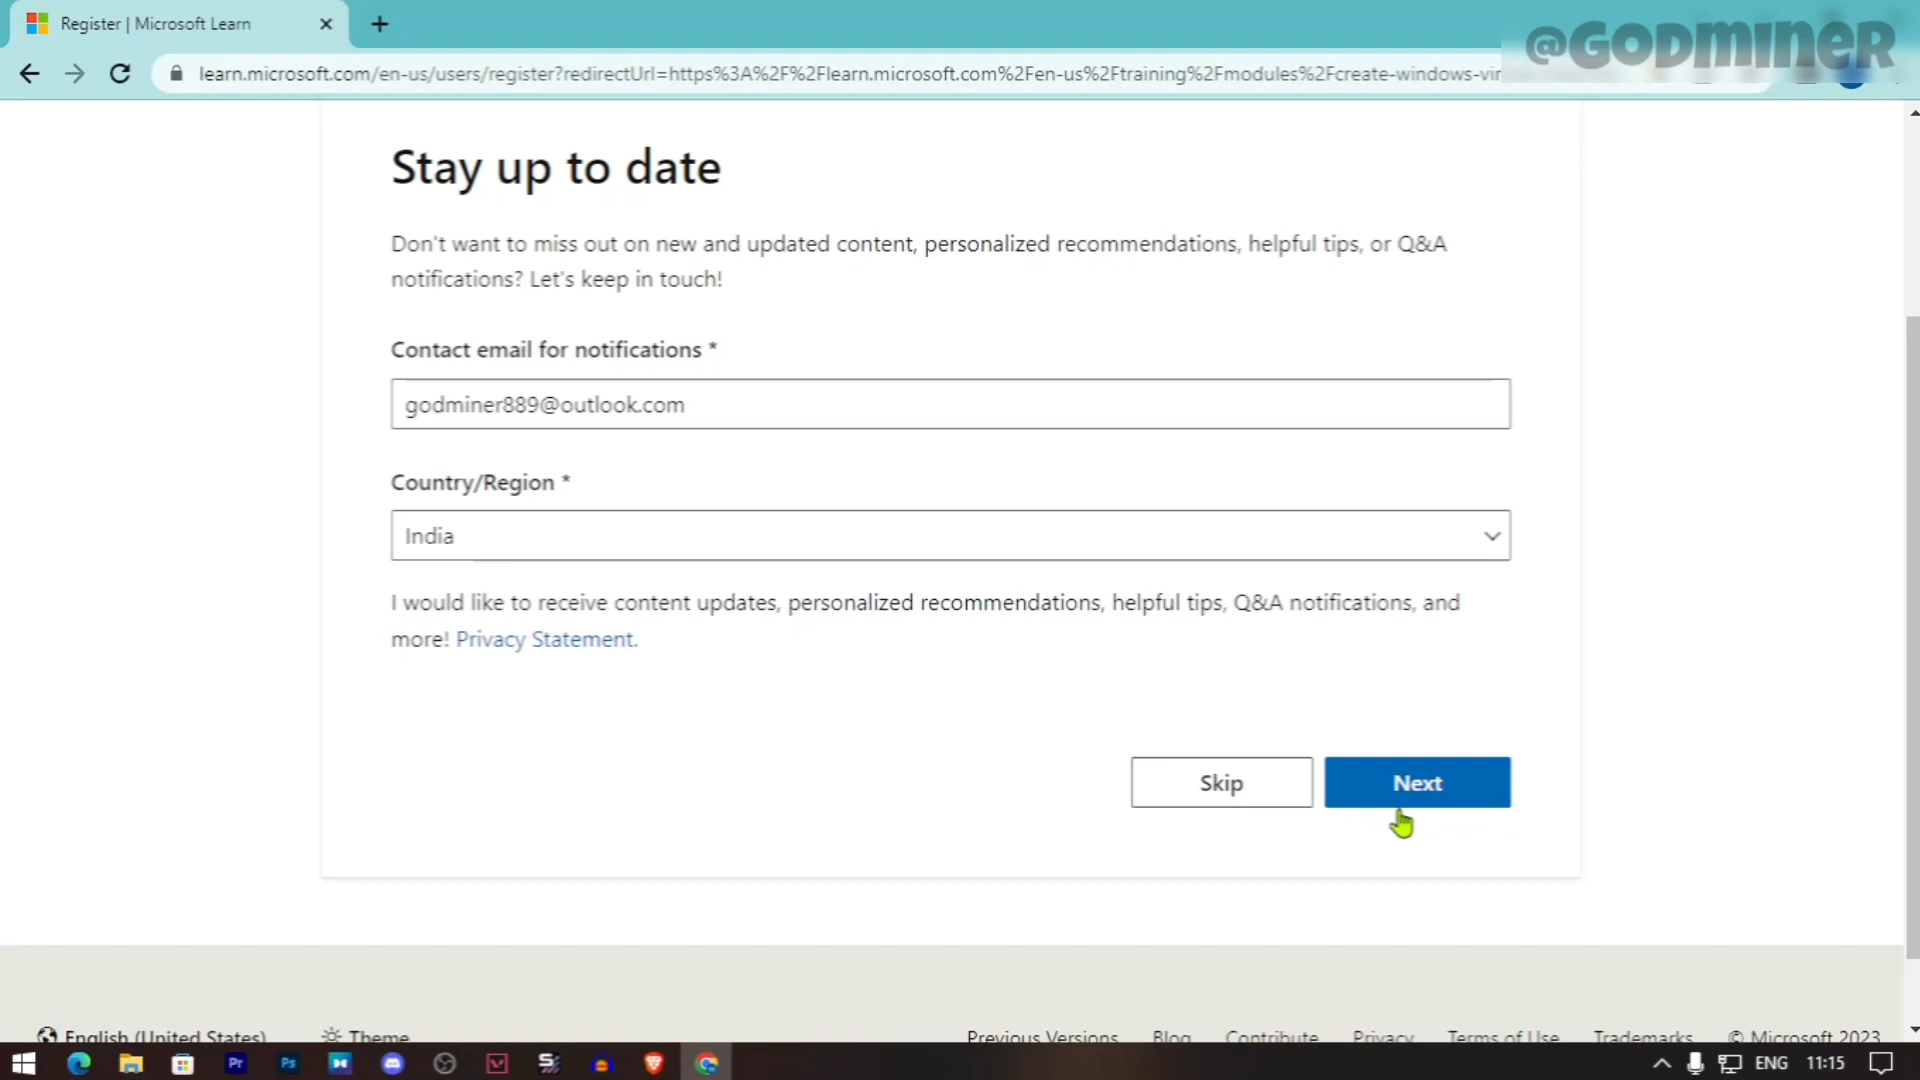 Register | Microsoft Learn
@GODMINER
learn.microsoft.com/en-us/users/register?redirectUrl=https%3A%2F%2Flearn.microsoft.com%2Fen-us%2Ftraining%2Fmodules%2Fcreate-windows-vir
Stay up to date
Don't want to miss out on new and updated content, personalized recommendations, helpful tips, or Q&A
notifications? Let's keep in touch!
Contact email for notifications *
godminer889@outlook.com
Country/Region *
India
I would like to receive content updates, personalized recommendations, helpful tips, Q&A notifications, and
more! Privacy Statement.
Skip
Next
English (United States) Theme Previous Versions Blog Contribute Privacy Terms of Use Trademarks © Microsoft 2023
Pr Ps ENG 11:15